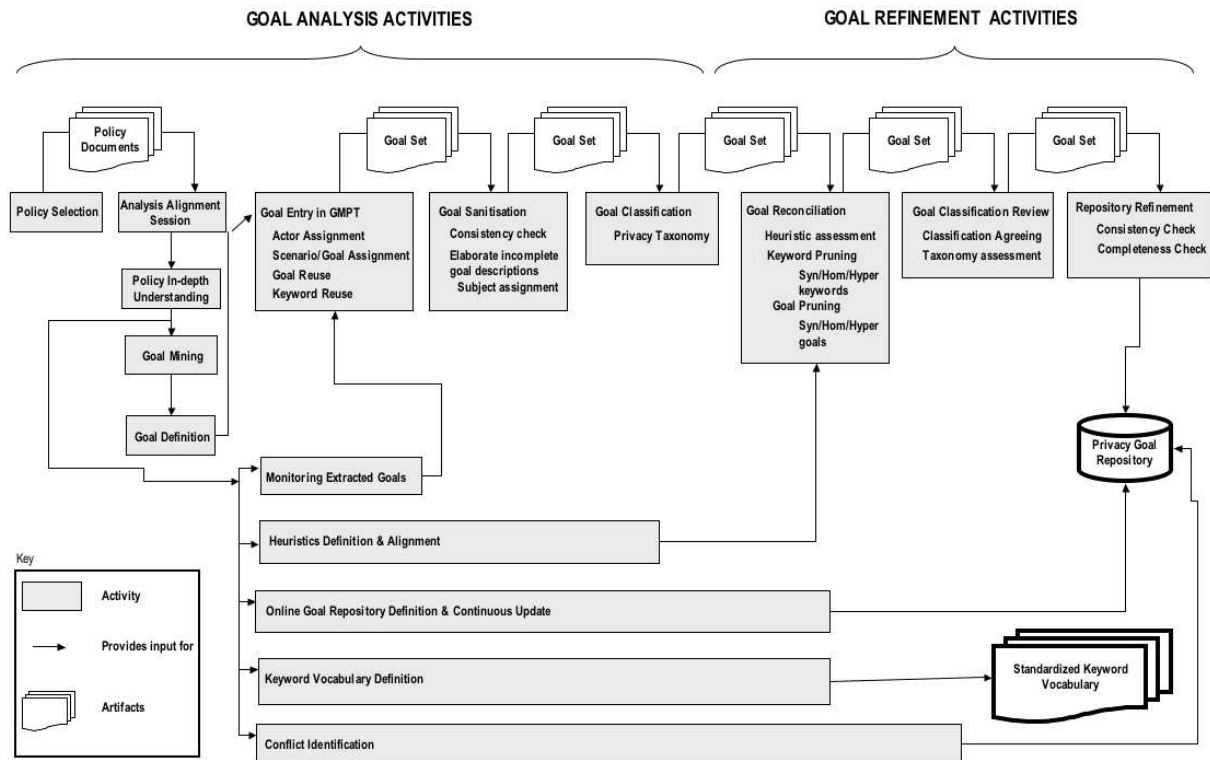 GOAL ANALYSIS ACTIVITIES
GOAL REFINEMENT ACTIVITIES
Policy
Documents
Goal Set
Goal Set
Goal Set
Goal Set
Goal Set
Policy Selection
Analysis Alignment
Session
Policy In-depth
Understanding
Goal Mining
Goal Definition
Goal Entry in GMPT
Actor Assignment
Scenario/Goal Assignment
Goal Reuse
Keyword Reuse
Goal Sanitisation
Consistency check
Elaborate incomplete
goal descriptions
Subject assignment
Goal Classification
Privacy Taxonomy
Goal Reconciliation
Heuristic assessment
Keyword Pruning
Syn/Hom/Hyper
keywords
Goal Pruning
Syn/Hom/Hyper
goals
Goal Classification Review
Classification Agreeing
Taxonomy assessment
Repository Refinement
Consistency Check
Completeness Check
Privacy Goal
Repository
Monitoring Extracted Goals
Heuristics Definition & Alignment
Online Goal Repository Definition & Continuous Update
Keyword Vocabulary Definition
Standardized Keyword
Vocabulary
Conflict Identification
Key
Activity
Provides input for
Artifacts